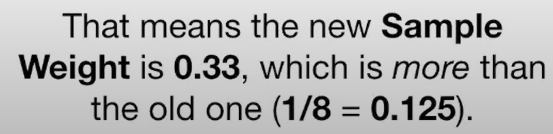 That means the new Sample
Weight is 0.33, which is more than
the old one (1/8 = 0.125).